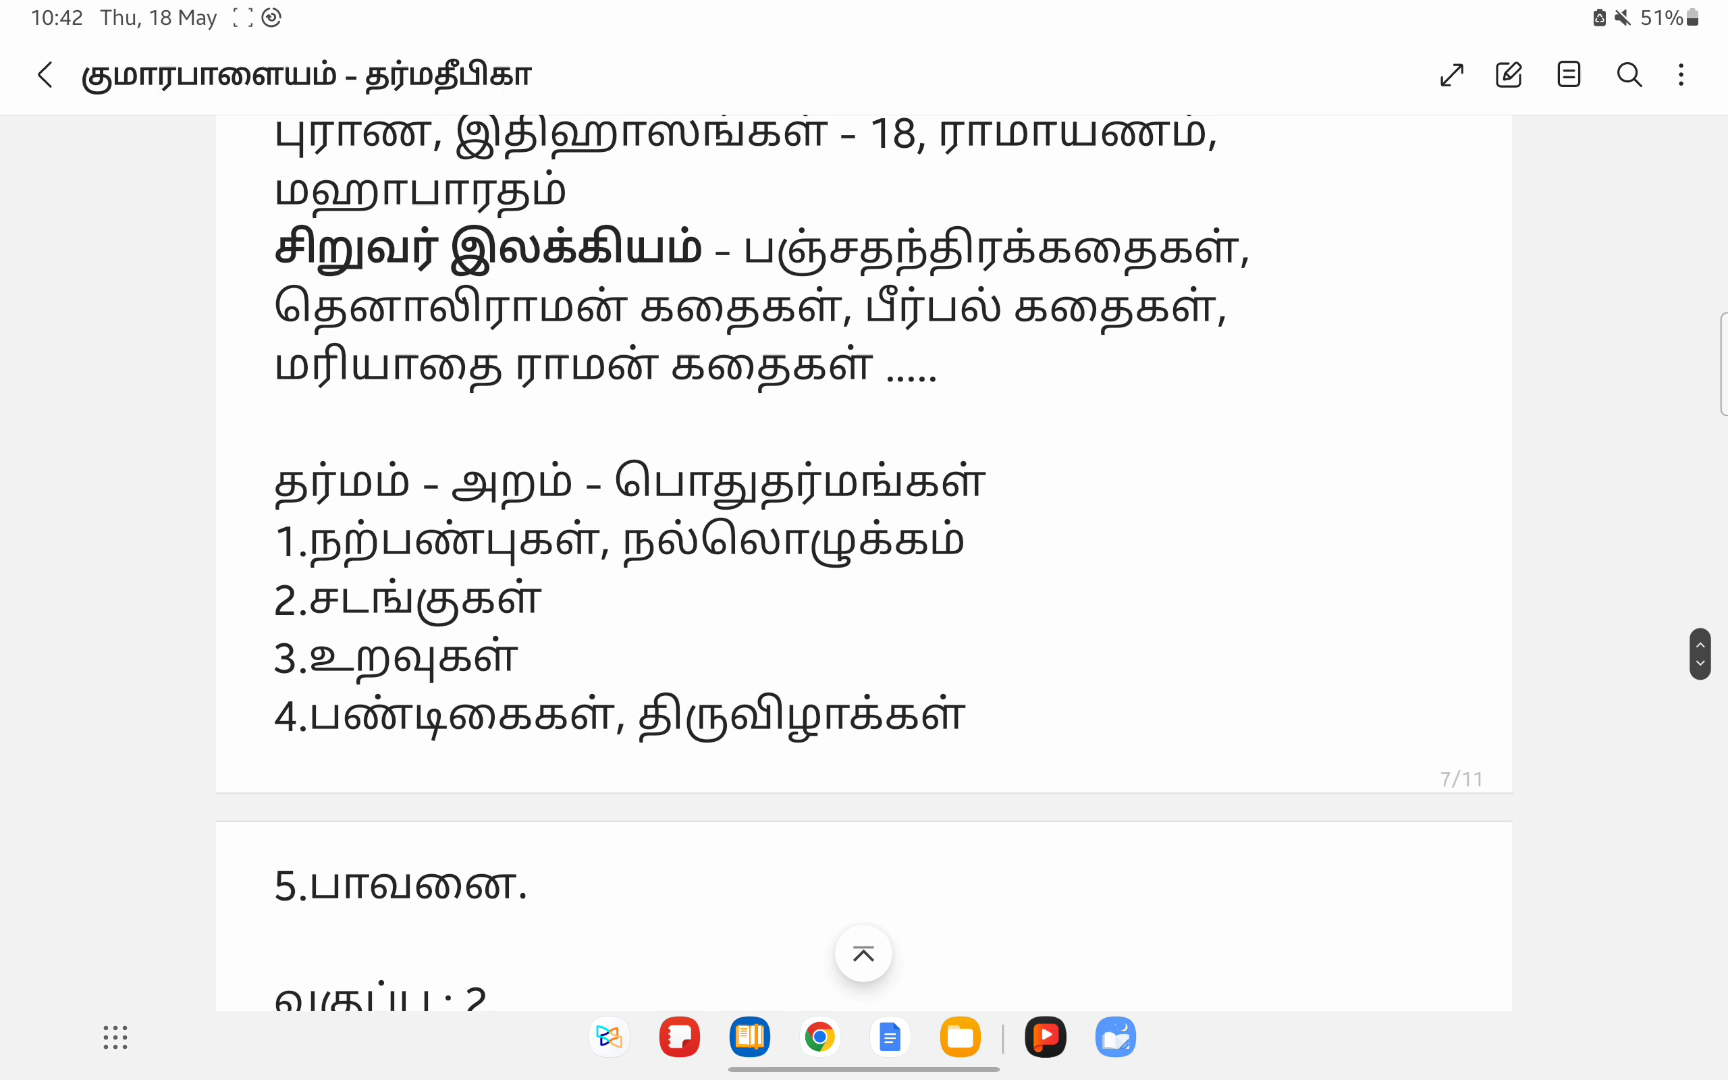 10:42 Thu, 18 May
51%
குமாரபாளையம் - தர்மதீபிகா
புராண, இதிஹாஸங்கள் - 18, ராமாயணம்,
மஹாபாரதம்
சிறுவர் இலக்கியம் - பஞ்சதந்திரக்கதைகள்,
தெனாலிராமன் கதைகள், பீர்பல் கதைகள்,
மரியாதை ராமன் கதைகள் .....
தர்மம் - அறம் - பொதுதர்மங்கள்
1.நற்பண்புகள், நல்லொழுக்கம்
2.சடங்குகள்
3.உறவுகள்
4.பண்டிகைகள், திருவிழாக்கள்
7/11
5.பாவனை.
வகுப்பு : 2